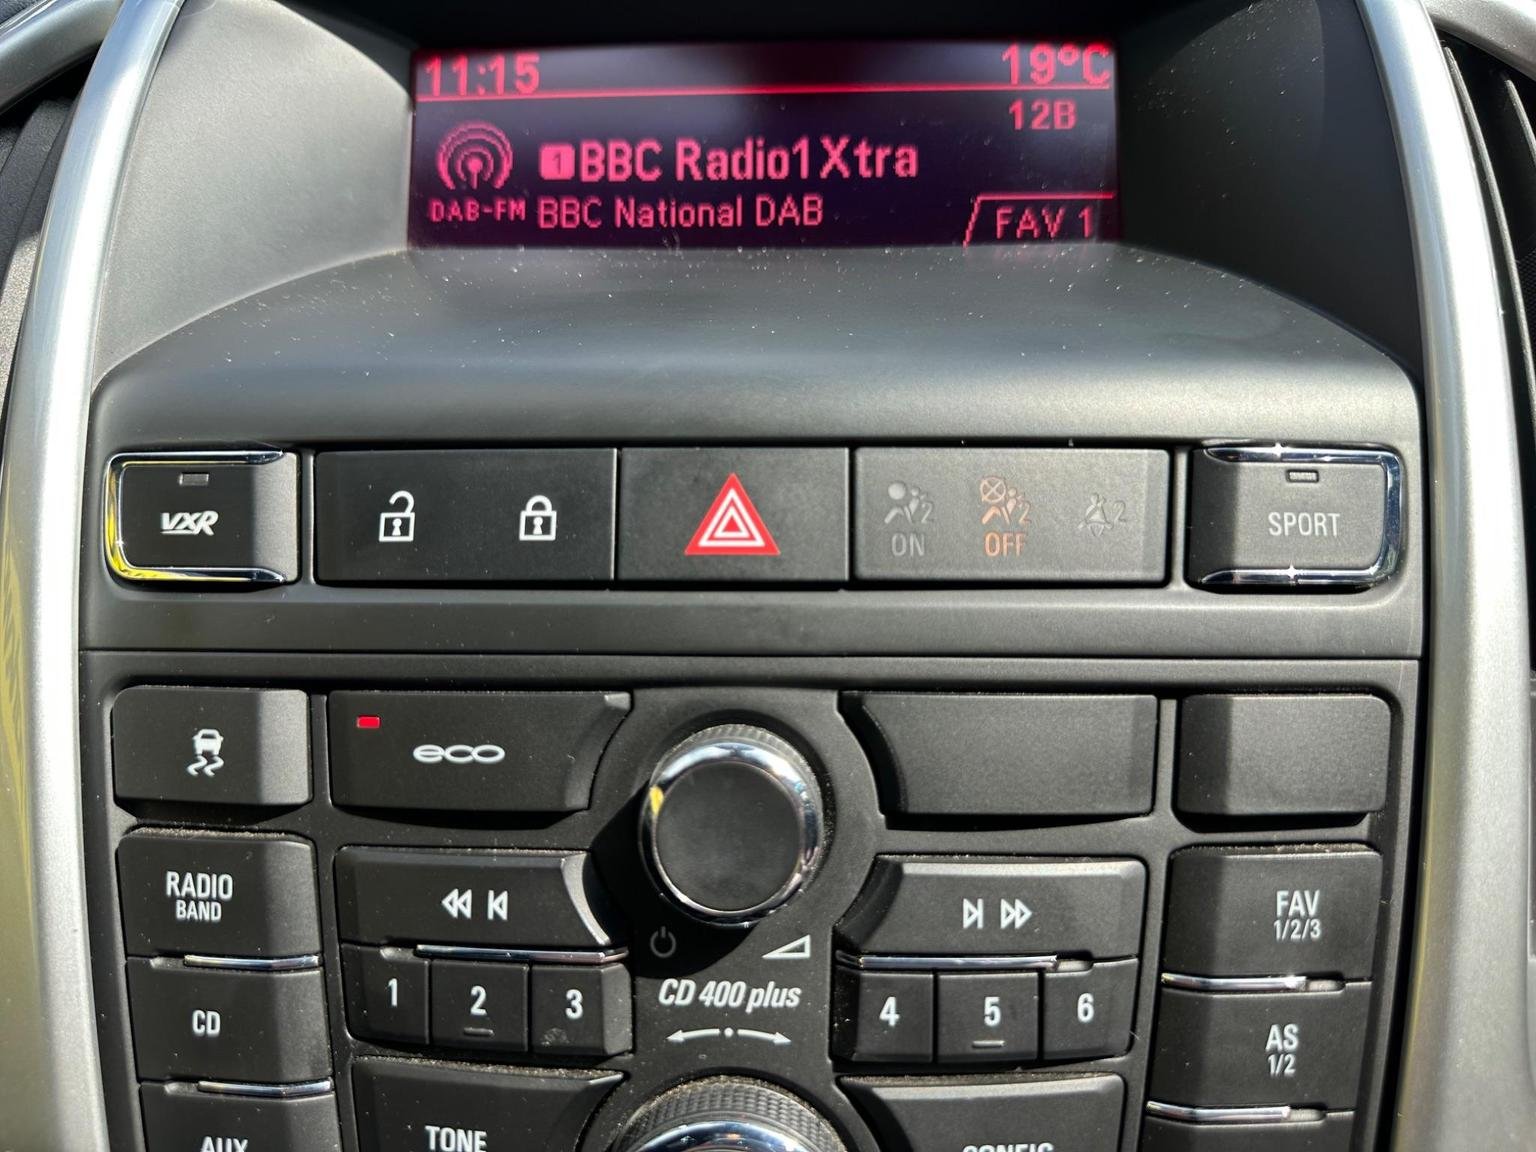 11:15 19°C
12B
1 BBC Radio1Xtra
DAB-FM BBC National DAB
FAV 1
VXR
2 ON
2 OFF
2
SPORT
eco
RADIO
BAND
FAV
1/2/3
1 2 3
CD 400 plus
4 5 6
CD
AS
1/2
AUX
TONE
CONFIG